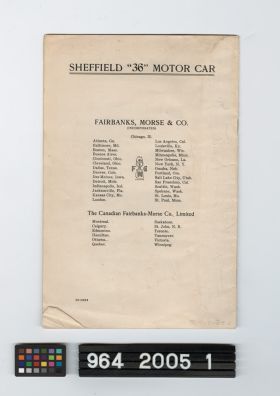 SHEFFIELD "36" MOTOR CAR
FAIRBANKS, MORSE & CO.
(INCORPORATED)
Chicago, Ill.
Atlanta, Ga.
Baltimore, Md.
Boston, Mass.
Buenos Aires.
Cincinnati, Ohio.
Cleveland, Ohio.
Dallas, Texas.
Denver, Colo.
Des Moines, Iowa.
Detroit, Mich.
Indianapolis, Ind.
Jacksonville, Fla.
Kansas City, Mo.
London.
Los Angeles, Cal.
Louisville, Ky.
Milwaukee, Wis.
Minneapolis, Minn.
New Orleans, La.
New York, N. Y.
Omaha, Neb.
Portland, Ore.
Salt Lake City, Utah.
San Francisco, Cal.
Seattle, Wash.
Spokane, Wash.
St. Louis, Mo.
St. Paul, Minn.
The Canadian Fairbanks-Morse Co., Limited
Montreal.
Calgary.
Edmonton.
Hamilton.
Ottawa.
Quebec.
Saskatoon.
St. John, N. B.
Toronto.
Vancouver.
Victoria.
Winnipeg.
964 2005 1